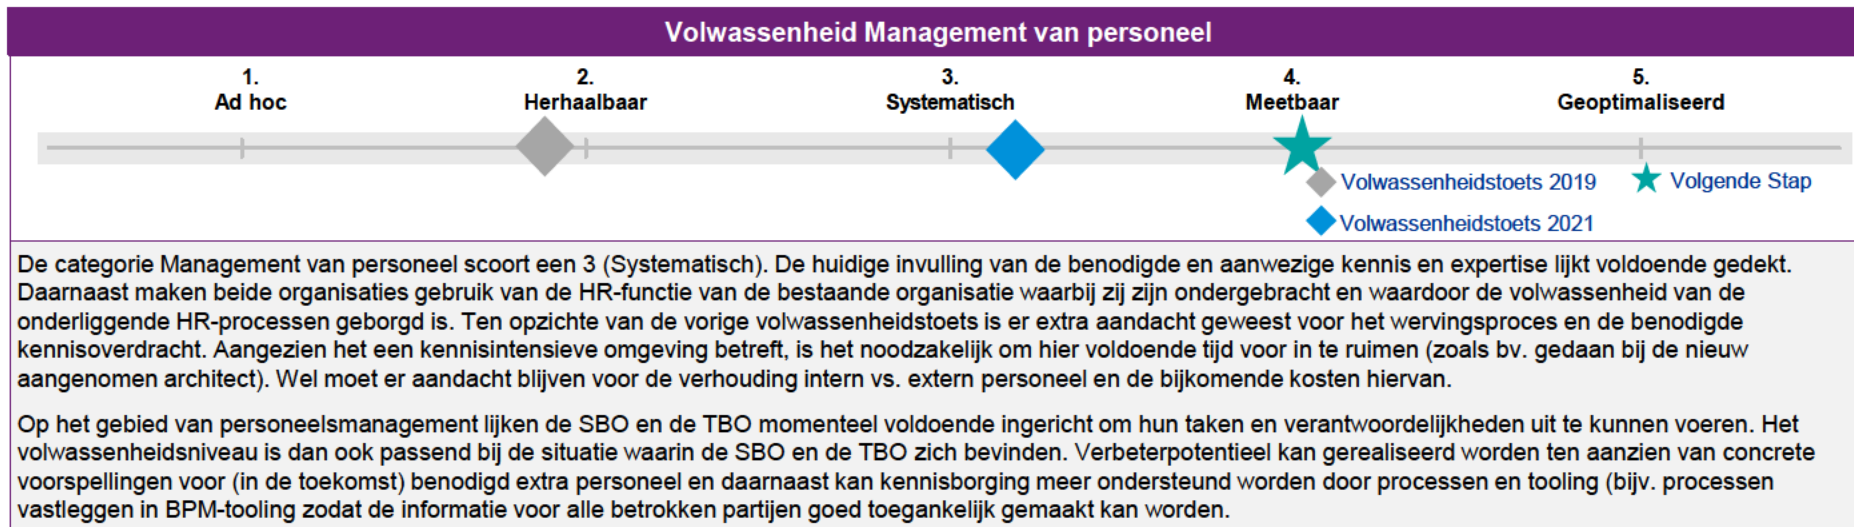 Volwassenheid Management van personeel
1. 2. 3. 4. 5.
Ad hoc Herhaalbaar Systematisch Meetbaar Geoptimaliseerd
Volwassenheidstoets 2019 Volgende Stap
Volwassenheidstoets 2021
De categorie Management van personeel scoort een 3 (Systematisch). De huidige invulling van de benodigde en aanwezige kennis en expertise lijkt voldoende gedekt.
Daarnaast maken beide organisaties gebruik van de HR-functie van de bestaande organisatie waarbij zij zijn ondergebracht en waardoor de volwassenheid van de
onderliggende HR-processen geborgd is. Ten opzichte van de vorige volwassenheidstoets is er extra aandacht geweest voor het wervingsproces en de benodigde
kennisoverdracht. Aangezien het een kennisintensieve omgeving betreft, is het noodzakelijk om hier voldoende tijd voor in te ruimen (zoals bv. gedaan bij de nieuw
aangenomen architect). Wel moet er aandacht blijven voor de verhouding intern vs. extern personeel en de bijkomende kosten hiervan.
Op het gebied van personeelsmanagement lijken de SBO en de TBO momenteel voldoende ingericht om hun taken en verantwoordelijkheden uit te kunnen voeren. Het
volwassenheidsniveau is dan ook passend bij de situatie waarin de SBO en de TBO zich bevinden. Verbeterpotentieel kan gerealiseerd worden ten aanzien van concrete
voorspellingen voor (in de toekomst) benodigd extra personeel en daarnaast kan kennisborging meer ondersteund worden door processen en tooling (bijv. processen
vastleggen in BPM-tooling zodat de informatie voor alle betrokken partijen goed toegankelijk gemaakt kan worden.